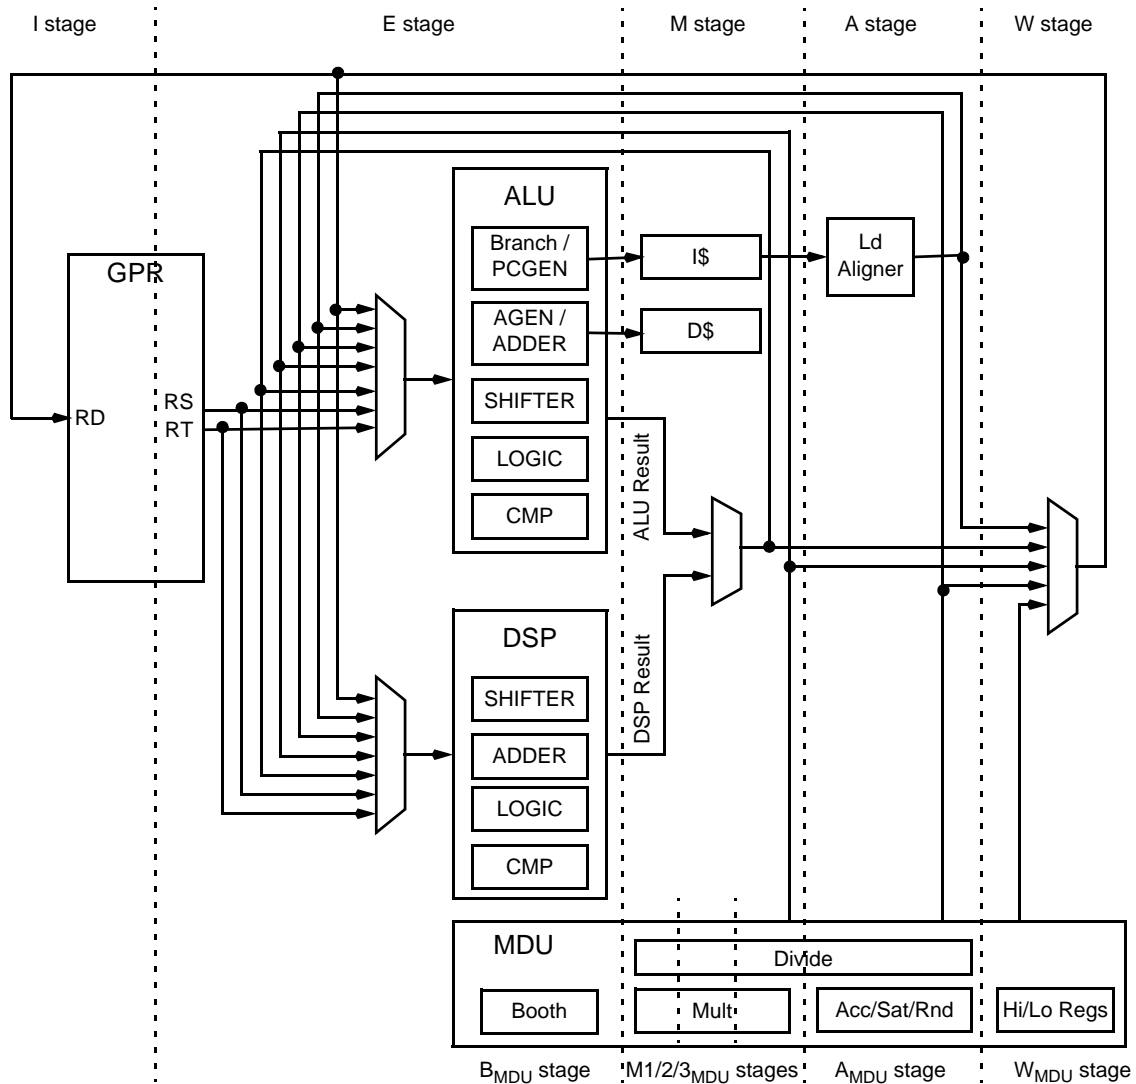 I stage
E stage
M stage
A stage
W stage
ALU
Branch /
PCGEN
I$
Ld
Aligner
GPR
AGEN /
ADDER
D$
RS
RD
RT
SHIFTER
LOGIC
CMP
ALU Result
DSP
DSP Result
SHIFTER
ADDER
LOGIC
CMP
MDU
Divide
Booth
Mult
Acc/Sat/Rnd
Hi/Lo Regs
BMDU stage
M1/2/3MDU stages
AMDU stage
WMDU stage